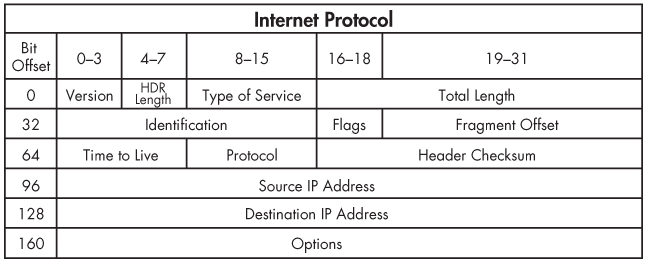 Internet Protocol
Bit Offset 0–3 4–7 8–15 16–18 19–31
0 Version HDR Length Type of Service Total Length
32 Identification Flags Fragment Offset
64 Time to Live Protocol Header Checksum
96 Source IP Address
128 Destination IP Address
160 Options